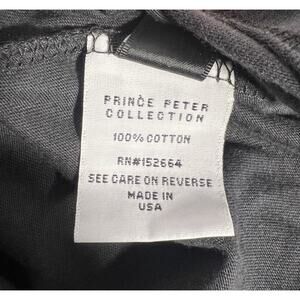 PRINCE PETER
COLLECTION
100% COTTON
RN#152664
SEE CARE ON REVERSE
MADE IN
USA